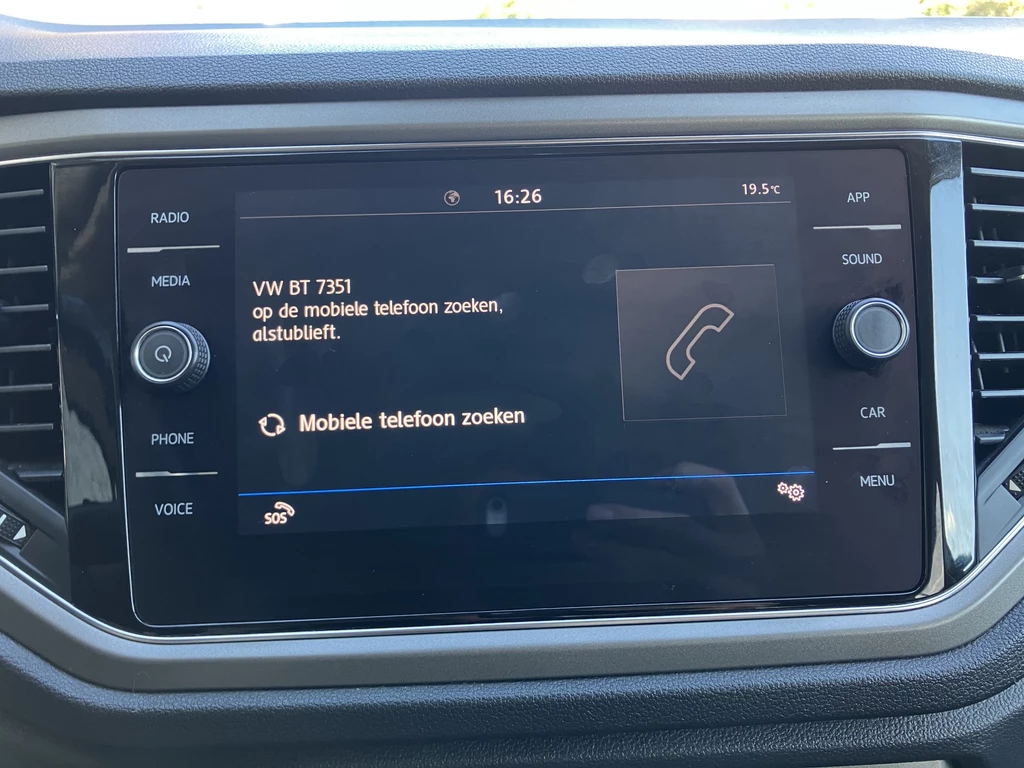 16:26
19.5°C
RADIO
MEDIA
PHONE
VOICE
VW BT 7351
op de mobiele telefoon zoeken,
alstublieft.
Mobiele telefoon zoeken
SOS
APP
SOUND
CAR
MENU